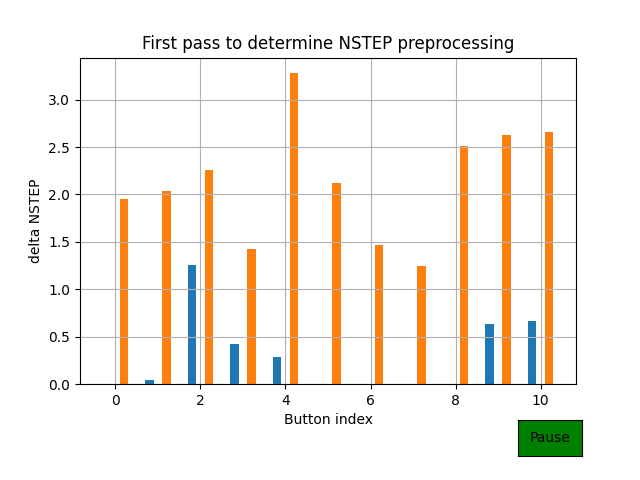 First pass to determine NSTEP preprocessing
3.0
2.5
2.0
1.5
1.0
0.5
0.0
delta NSTEP
0 2 4 6 8 10
Button index
Pause